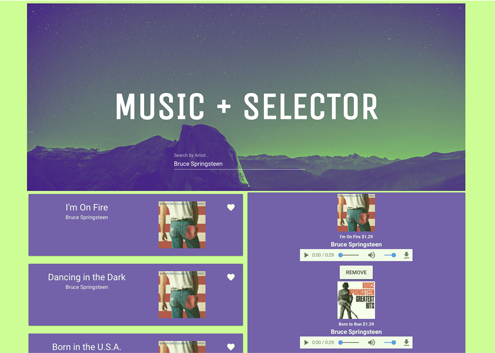 MUSIC + SELECTOR
Search by Artist...
Bruce Springsteen
I'm On Fire
Bruce Springsteen
Dancing in the Dark
Bruce Springsteen
Born in the U.S.A.
I'm On Fire $1.29
Bruce Springsteen
0:00 / 0:29
REMOVE
BRUCE
SPRINGSTEEN
GREATEST
HITS
Born to Run $1.29
Bruce Springsteen
0:00 / 0:29